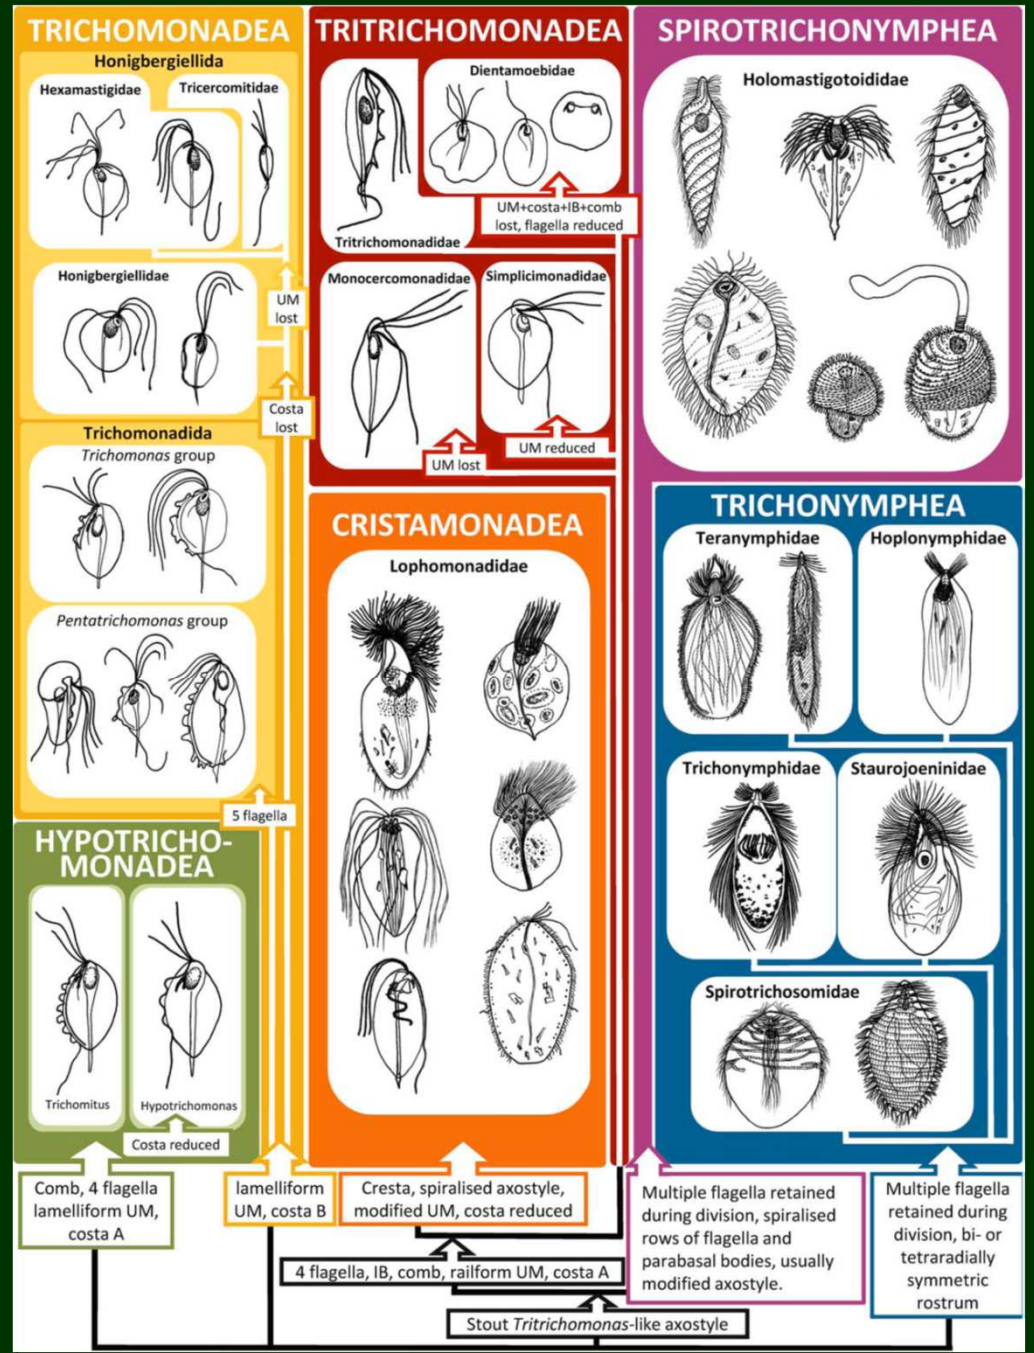 TRICHOMONADEA
Honigbergiellida
Hexamastigidae
Tricercomitidae
UM
lost
Honigbergiellidae
Costa
lost
Trichomonadida
Trichomonas group
Pentatrichomonas group
5 flagella
HYPOTRICHO-
MONADEA
Trichomitus
Hypotrichomonas
Costa reduced
Comb, 4 flagella
lamelliform UM,
costa A
lamelliform
UM, costa B
TRITRICHOMONADEA
Dientamoebidae
UM+costa+IB+comb
lost, flagella reduced
Tritrichomonadidae
Monocercomonadidae
Simplicimonadidae
UM reduced
UM lost
CRISTAMONADEA
Lophomonadidae
Cresta, spiralised axostyle,
modified UM, costa reduced
4 flagella, IB, comb, railform UM, costa A
Stout Tritrichomonas-like axostyle
SPIROTRICHONYMPHEA
Holomastigotoididae
Multiple flagella retained
during division, spiralised
rows of flagella and
parabasal bodies, usually
modified axostyle.
TRICHONYMPHEA
Teranymphidae
Hoplonymphidae
Trichonymphidae
Staurojoeninidae
Spirotrichosomidae
Multiple flagella
retained during
division, bi- or
tetraradially
symmetric
rostrum